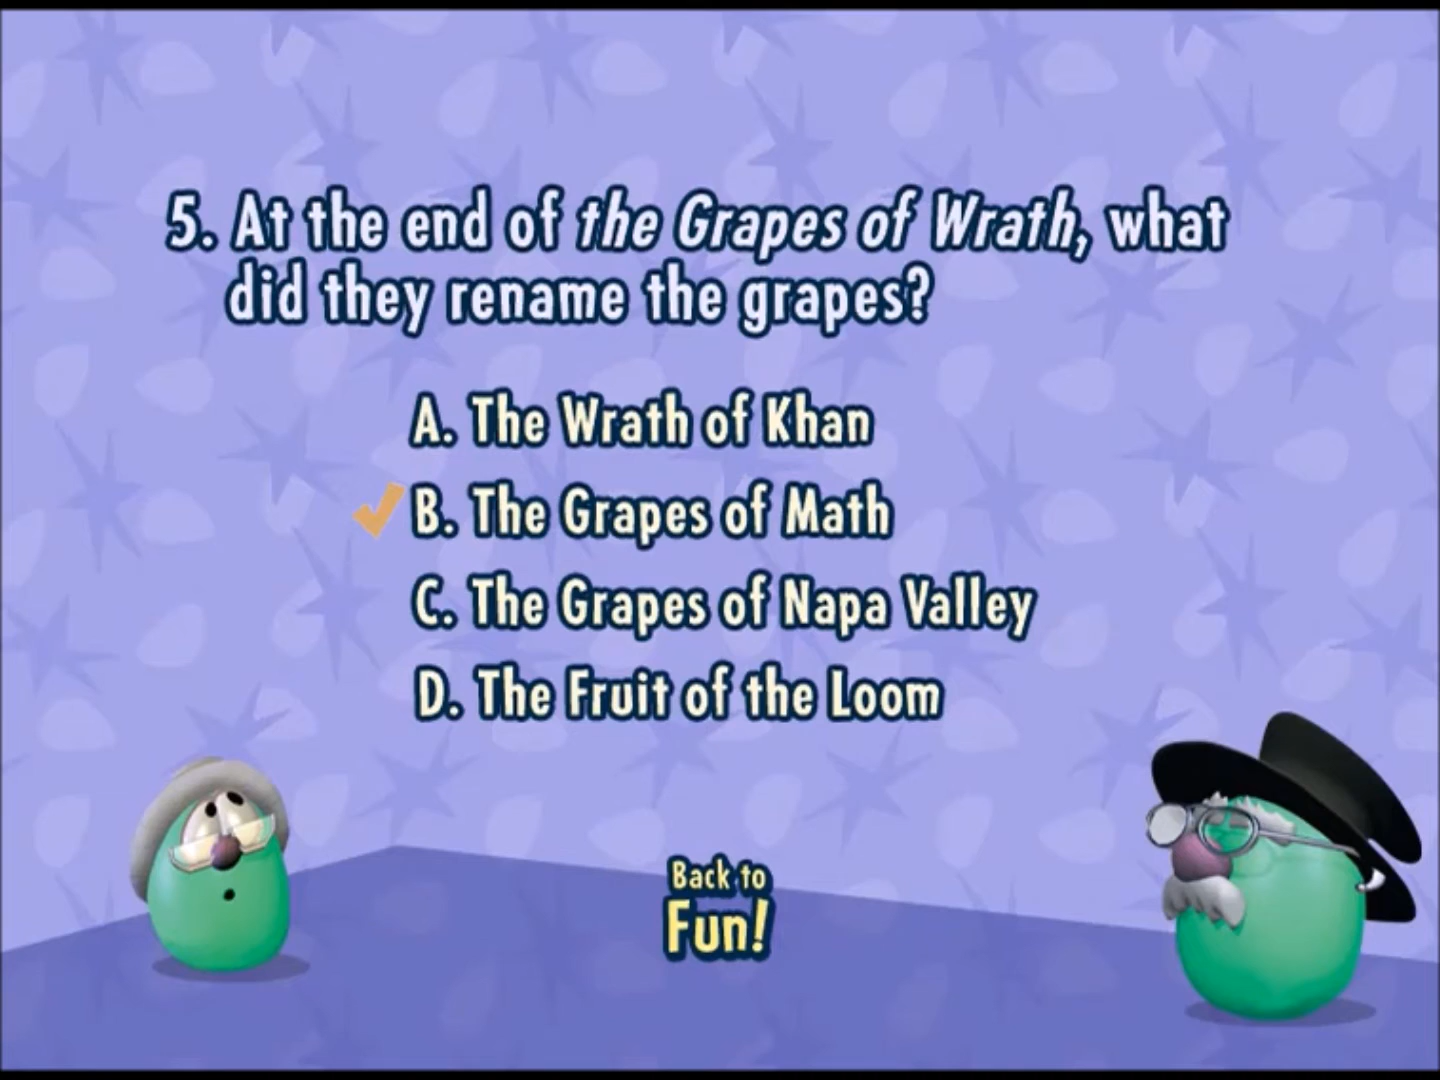 5. At the end of the Grapes of Wrath, what
did they rename the grapes?
A. The Wrath of Khan
B. The Grapes of Math
C. The Grapes of Napa Valley
D. The Fruit of the Loom
Back to
Fun!